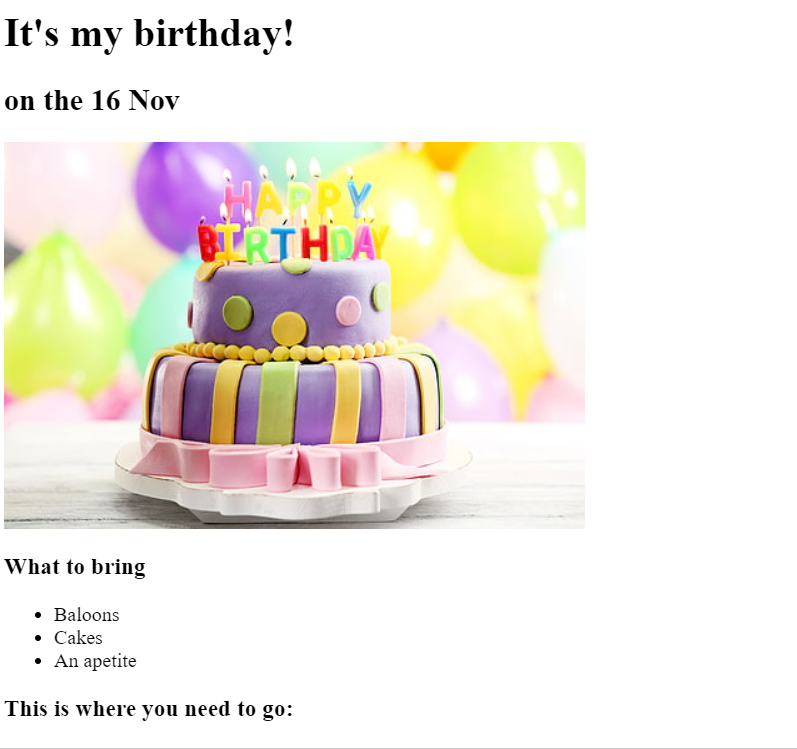 It's my birthday!
on the 16 Nov
HAPPY
BIRTHDAY
What to bring
Baloons
Cakes
An apetite
This is where you need to go: